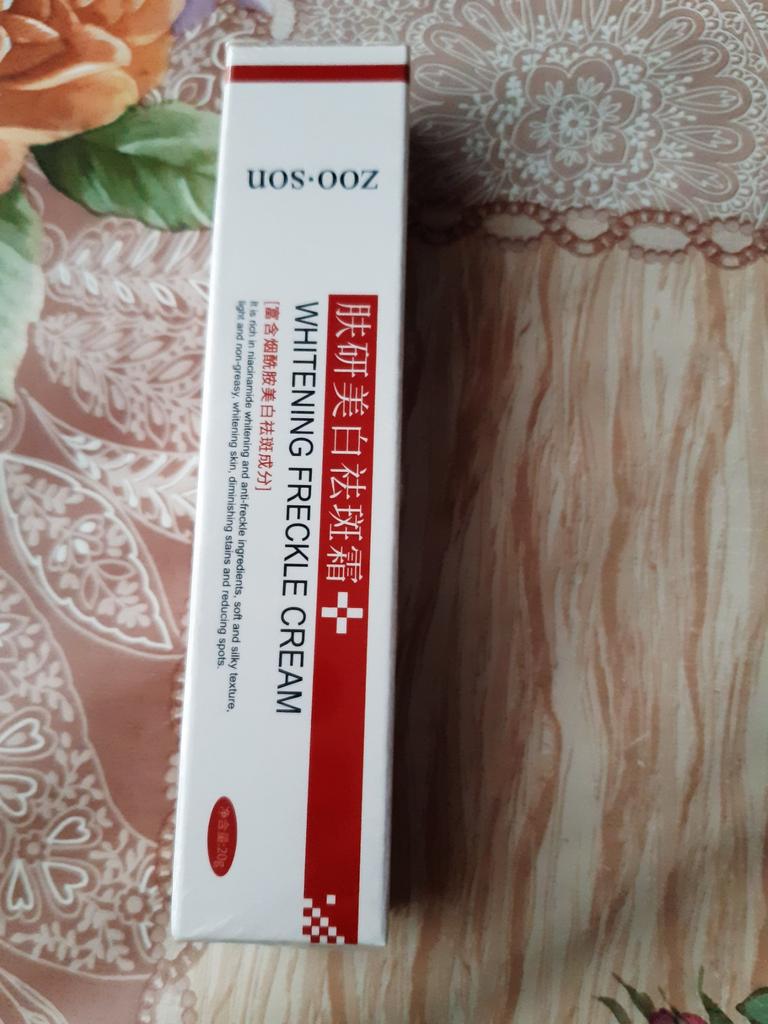 zoo·son
肤研美白祛斑霜
WHITENING FRECKLE CREAM
[富含烟酰胺美白祛斑成分]
It is rich in niacinamide whitening and anti-freckle ingredients, soft and silky texture,
light and non-greasy, whitening skin, diminishing stains and reducing spots.
净含量:20g